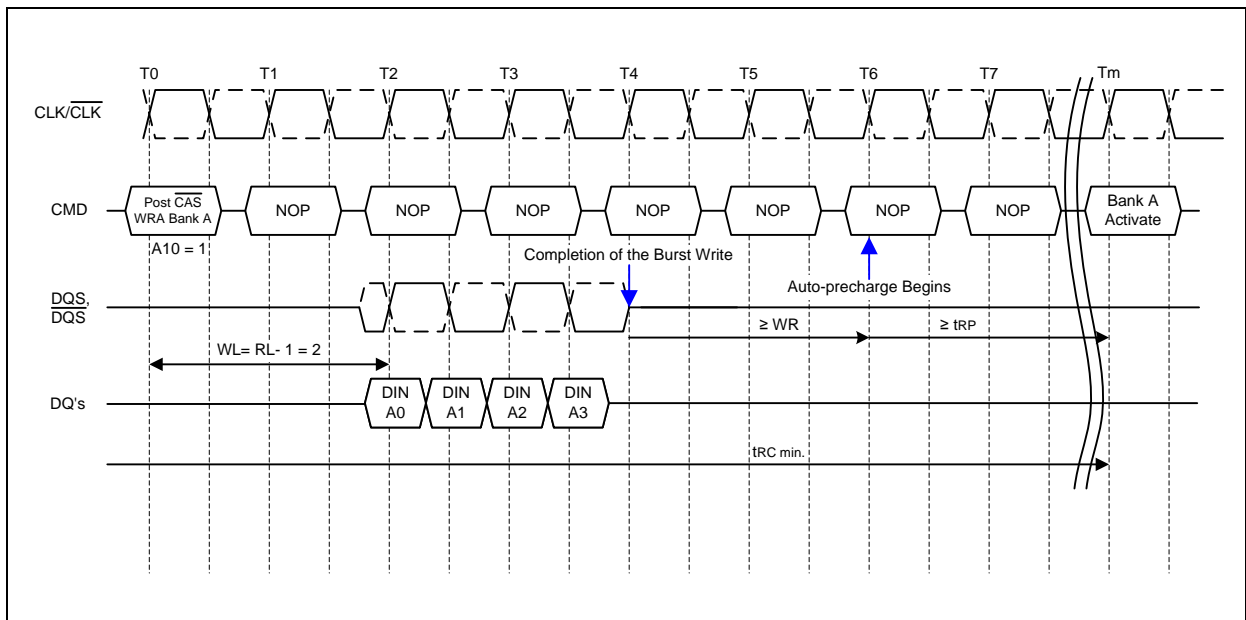 T0 T1 T2 T3 T4 T5 T6 T7 Tm
CLK/CLK
CMD
Post CAS
WRA Bank A
NOP NOP NOP NOP NOP NOP NOP
Bank A
Activate
A10 = 1
Completion of the Burst Write
Auto-precharge Begins
DQS,
DQS
≥ WR
≥ tRP
WL= RL- 1 = 2
DQ's
DIN
A0
DIN
A1
DIN
A2
DIN
A3
tRC min.